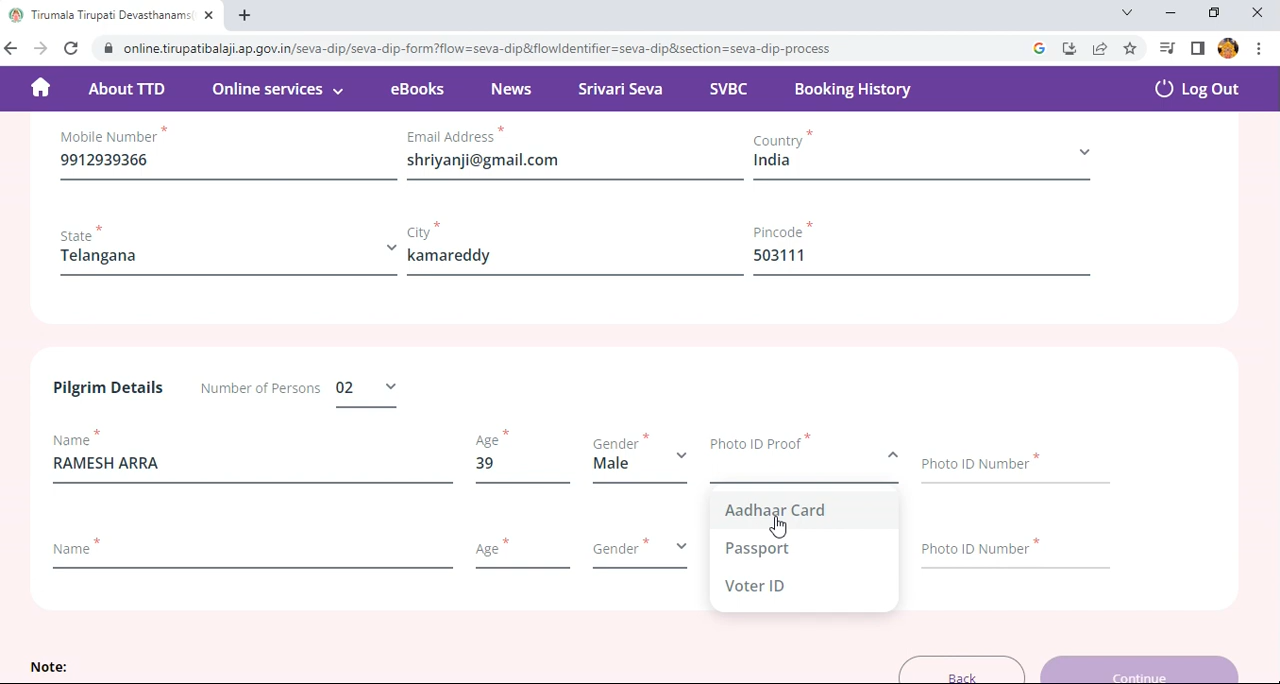 Tirumala Tirupati Devasthanams(
online.tirupatibalaji.ap.gov.in/seva-dip/seva-dip-form?flow=seva-dip&flowIdentifier=seva-dip&section=seva-dip-process
About TTD Online services eBooks News Srivari Seva SVBC Booking History Log Out
Mobile Number * Email Address * Country *
9912939366 shriyanji@gmail.com India
State * City * Pincode *
Telangana kamareddy 503111
Pilgrim Details Number of Persons 02
Name * Age * Gender * Photo ID Proof * Photo ID Number *
RAMESH ARRA 39 Male
Aadhaar Card
Name * Age * Gender * Passport Photo ID Number *
Voter ID
Note: Back Continue